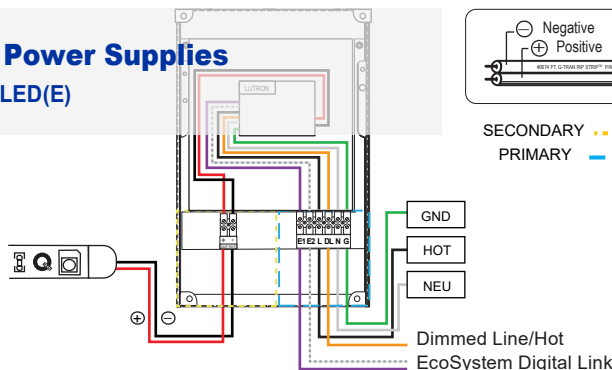 Power Supplies
LED(E)
LUTRON
Negative
Positive
SECONDARY
PRIMARY
E1 E2 L DL N G
GND
HOT
NEU
Dimmed Line/Hot
EcoSystem Digital Link